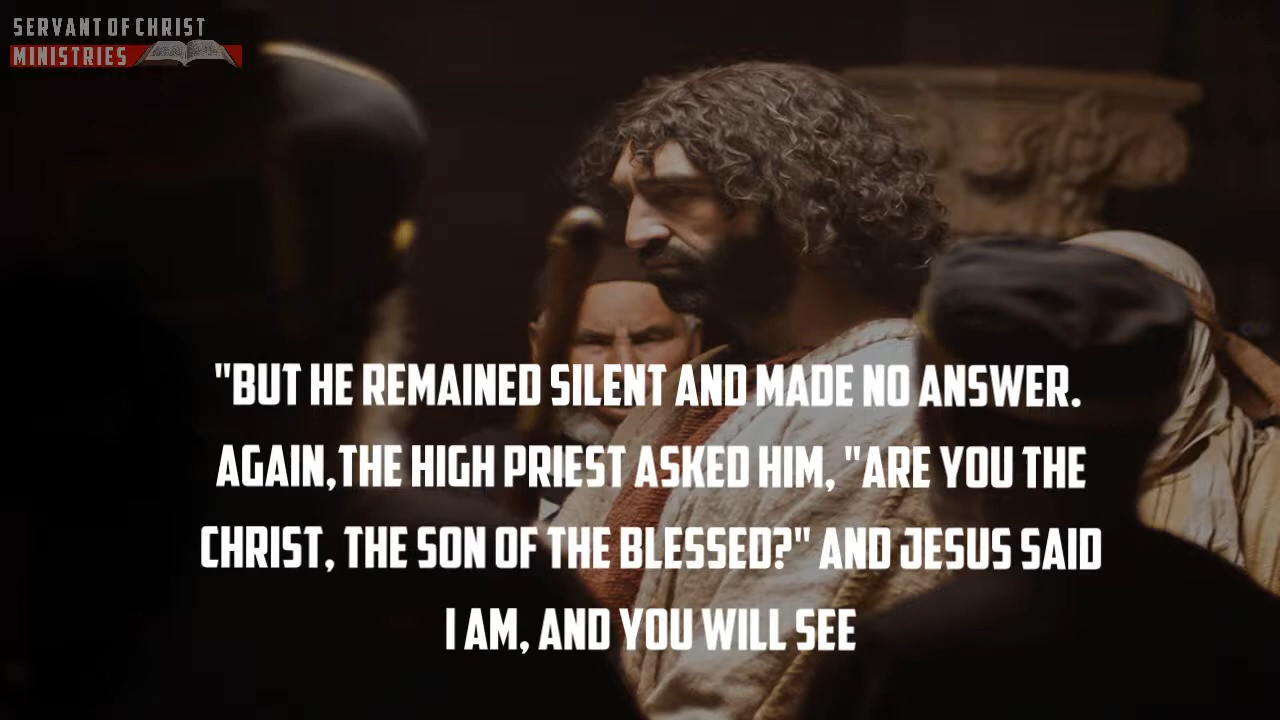 SERVANT OF CHRIST
MINISTRIES
"BUT HE REMAINED SILENT AND MADE NO ANSWER.
AGAIN, THE HIGH PRIEST ASKED HIM, "ARE YOU THE
CHRIST, THE SON OF THE BLESSED?" AND JESUS SAID
I AM, AND YOU WILL SEE